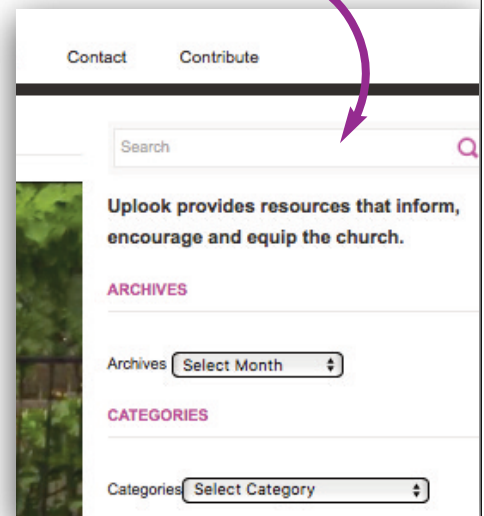 Contact Contribute
Search
Uplook provides resources that inform,
encourage and equip the church.
ARCHIVES
Archives Select Month
CATEGORIES
Categories Select Category